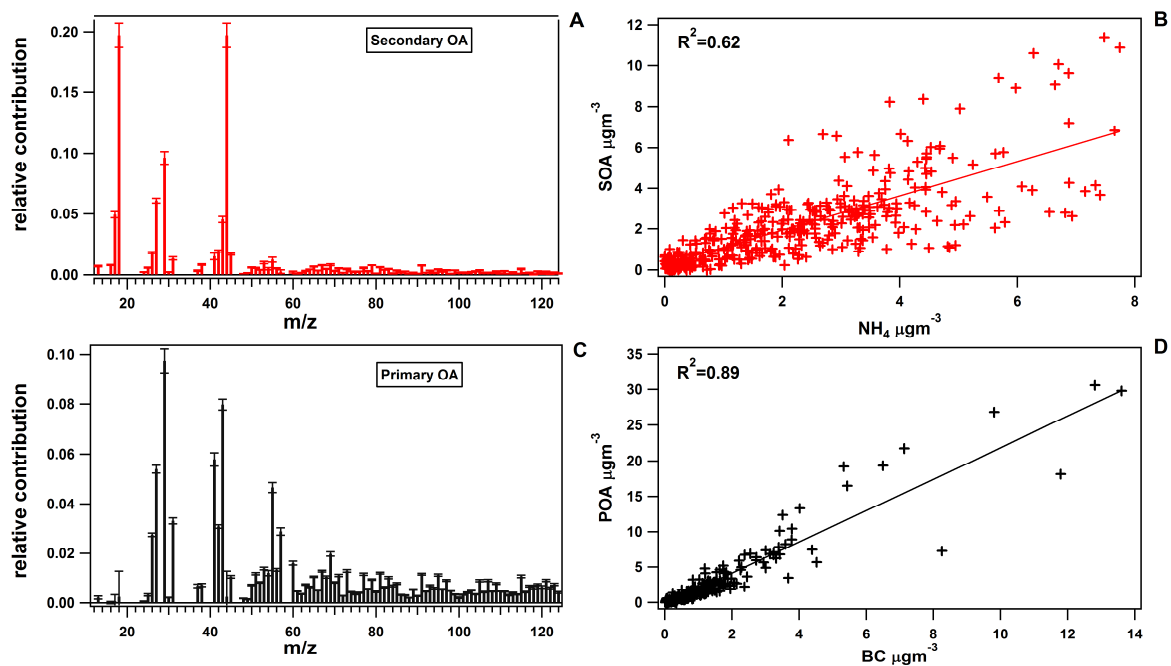 A
Secondary OA
relative contribution
0.20
0.15
0.10
0.05
0.00
20 40 60 80 100 120
m/z
B
R²=0.62
SOA µgm⁻³
12
10
8
6
4
2
0
0 2 4 6 8
NH₄ µgm⁻³
C
Primary OA
relative contribution
0.10
0.08
0.06
0.04
0.02
0.00
20 40 60 80 100 120
m/z
D
R²=0.89
POA µgm⁻³
35
30
25
20
15
10
5
0
0 2 4 6 8 10 12 14
BC µgm⁻³